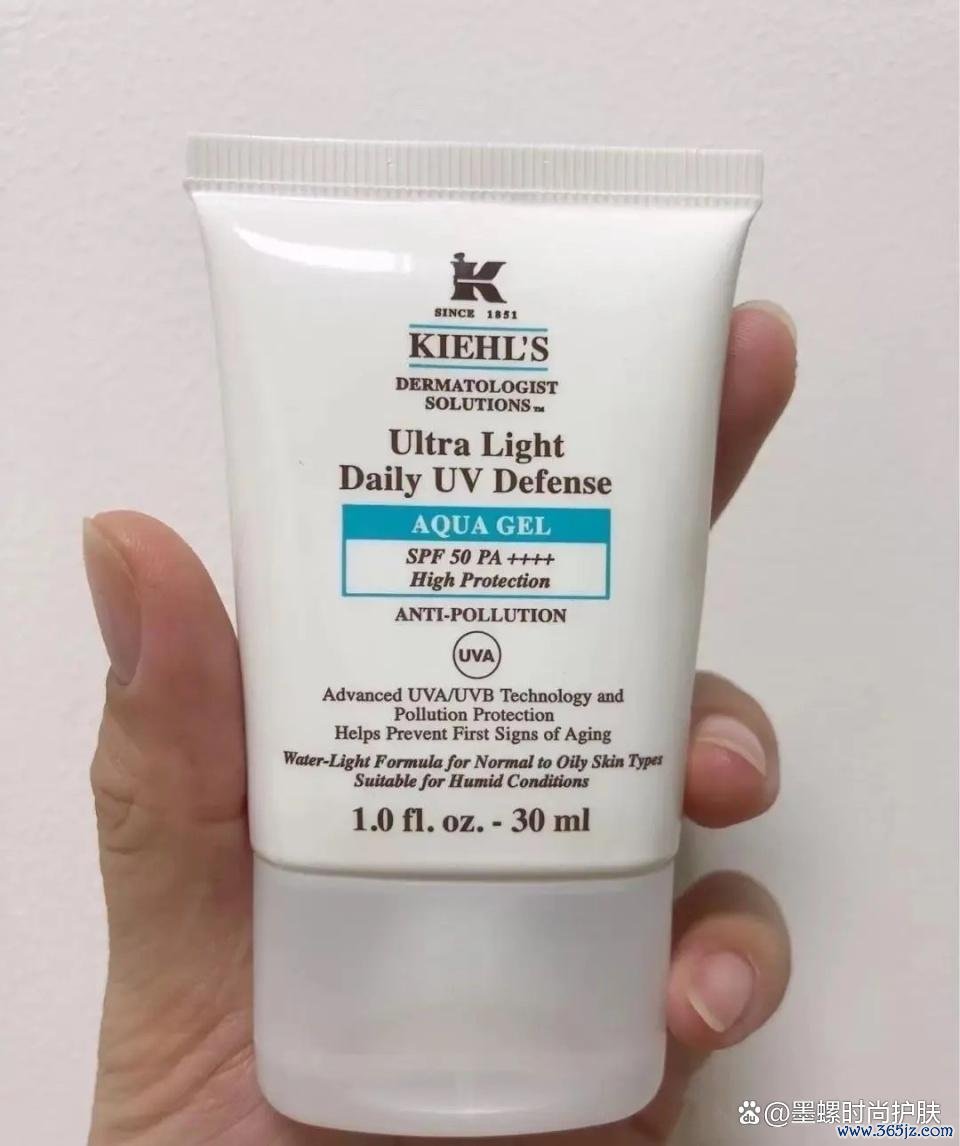 K
SINCE 1851
KIEHL'S
DERMATOLOGIST
SOLUTIONS™
Ultra Light
Daily UV Defense
AQUA GEL
SPF 50 PA ++++
High Protection
ANTI-POLLUTION
UVA
Advanced UVA/UVB Technology and
Pollution Protection
Helps Prevent First Signs of Aging
Water-Light Formula for Normal to Oily Skin Types
Suitable for Humid Conditions
1.0 fl. oz. - 30 ml
du @墨螺时尚护肤
www.365jz.com